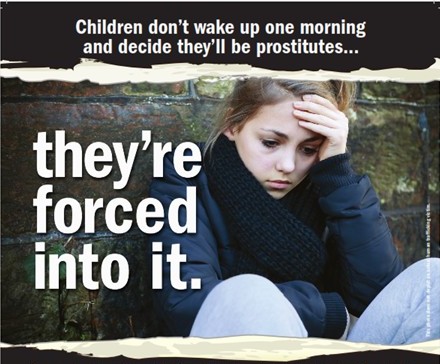 Children don't wake up one morning
and decide they'll be prostitutes...
they're
forced
into it.